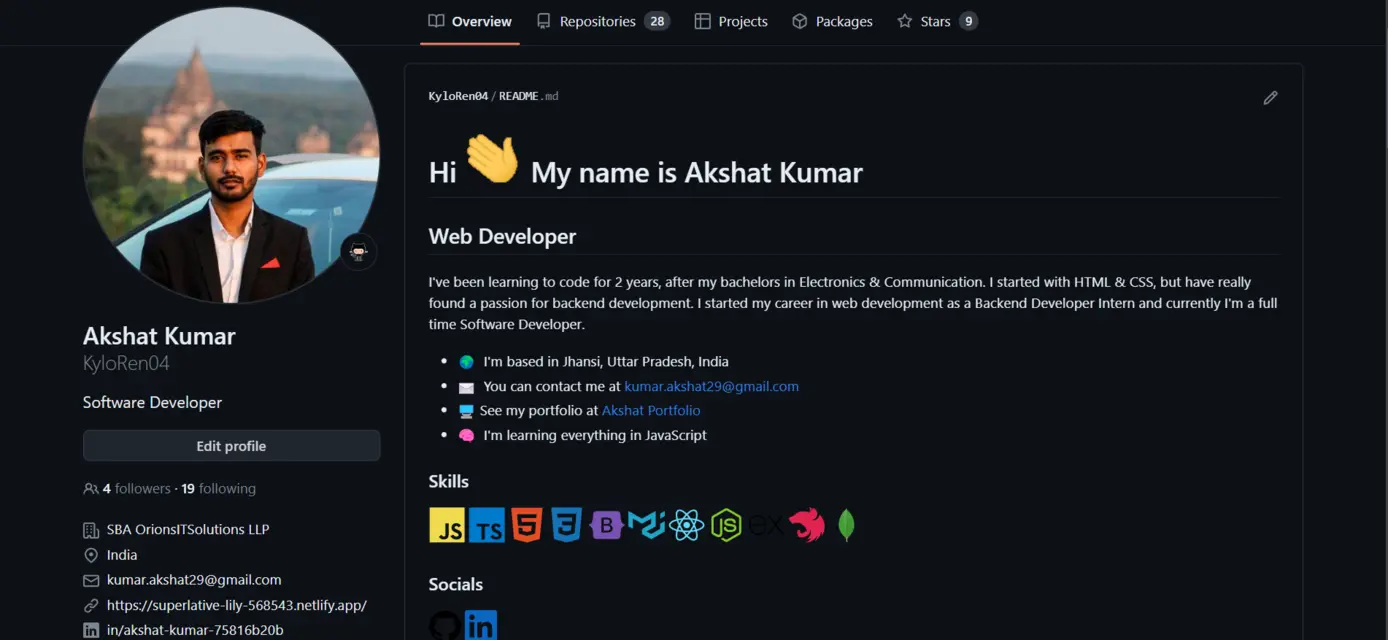 Overview
Repositories 28
Projects
Packages
Stars 9
KyloRen04/README.md
Hi 👋 My name is Akshat Kumar
Web Developer
I've been learning to code for 2 years, after my bachelors in Electronics & Communication. I started with HTML & CSS, but have really
found a passion for backend development. I started my career in web development as a Backend Developer Intern and currently I'm a full
time Software Developer.
I'm based in Jhansi, Uttar Pradesh, India
You can contact me at kumar.akshat29@gmail.com
See my portfolio at Akshat Portfolio
I'm learning everything in JavaScript
Skills
JS TS 5 3 B JS ex
Socials
in
Akshat Kumar
KyloRen04
Software Developer
Edit profile
4 followers · 19 following
SBA OrionsITSolutions LLP
India
kumar.akshat29@gmail.com
https://superlative-lily-568543.netlify.app/
in in/akshat-kumar-75816b20b